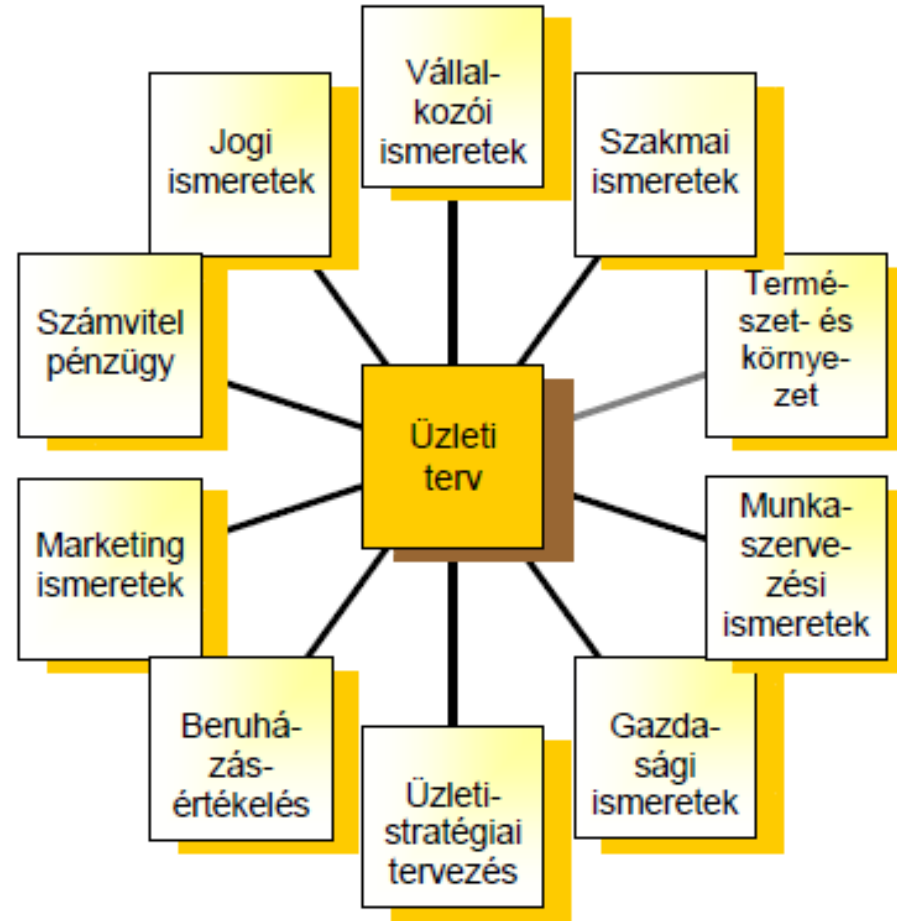 Vállal-
kozói
ismeretek
Szakmai
ismeretek
Termé-
szet- és
környe-
zet
Munka-
szerve-
zési
ismeretek
Gazda-
sági
ismeretek
Üzleti-
stratégiai
tervezés
Beruhá-
zás-
értékelés
Marketing
ismeretek
Számvitel
pénzügy
Jogi
ismeretek
Üzleti
terv